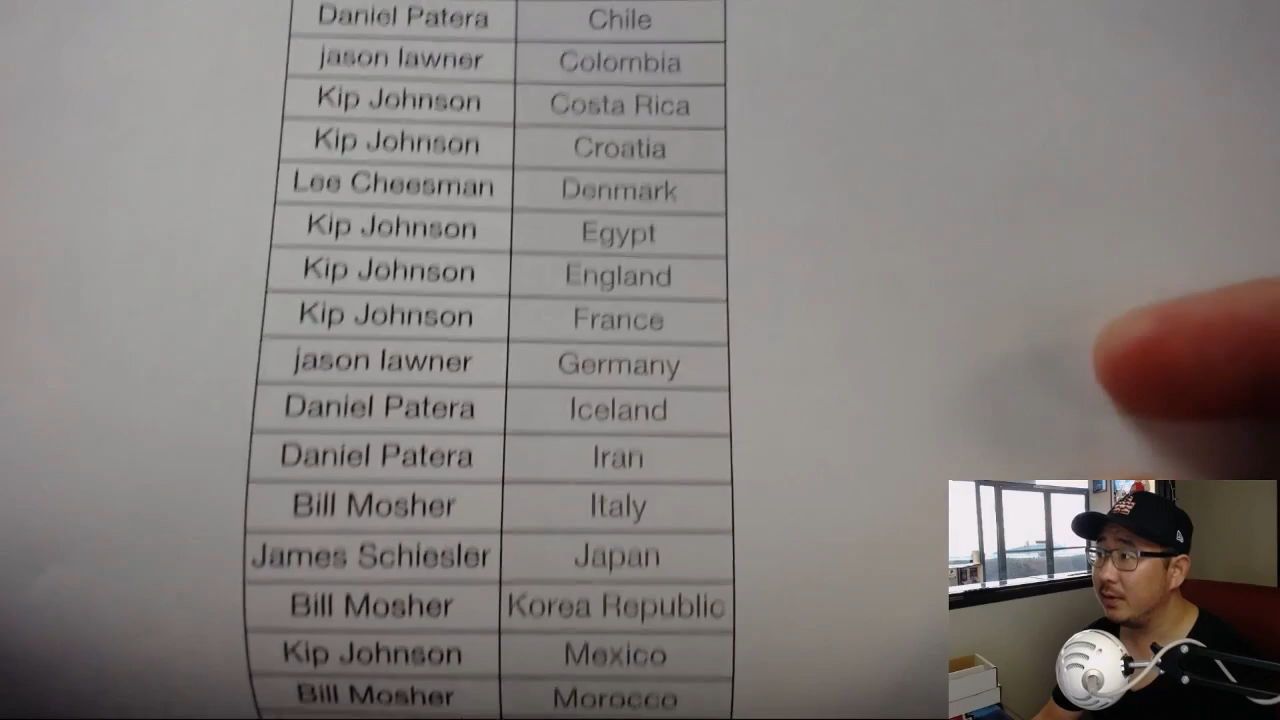 Daniel Patera Chile
jason lawner Colombia
Kip Johnson Costa Rica
Kip Johnson Croatia
Lee Cheesman Denmark
Kip Johnson Egypt
Kip Johnson England
Kip Johnson France
jason lawner Germany
Daniel Patera Iceland
Daniel Patera Iran
Bill Mosher Italy
James Schiesler Japan
Bill Mosher Korea Republic
Kip Johnson Mexico
Bill Mosher Morocco